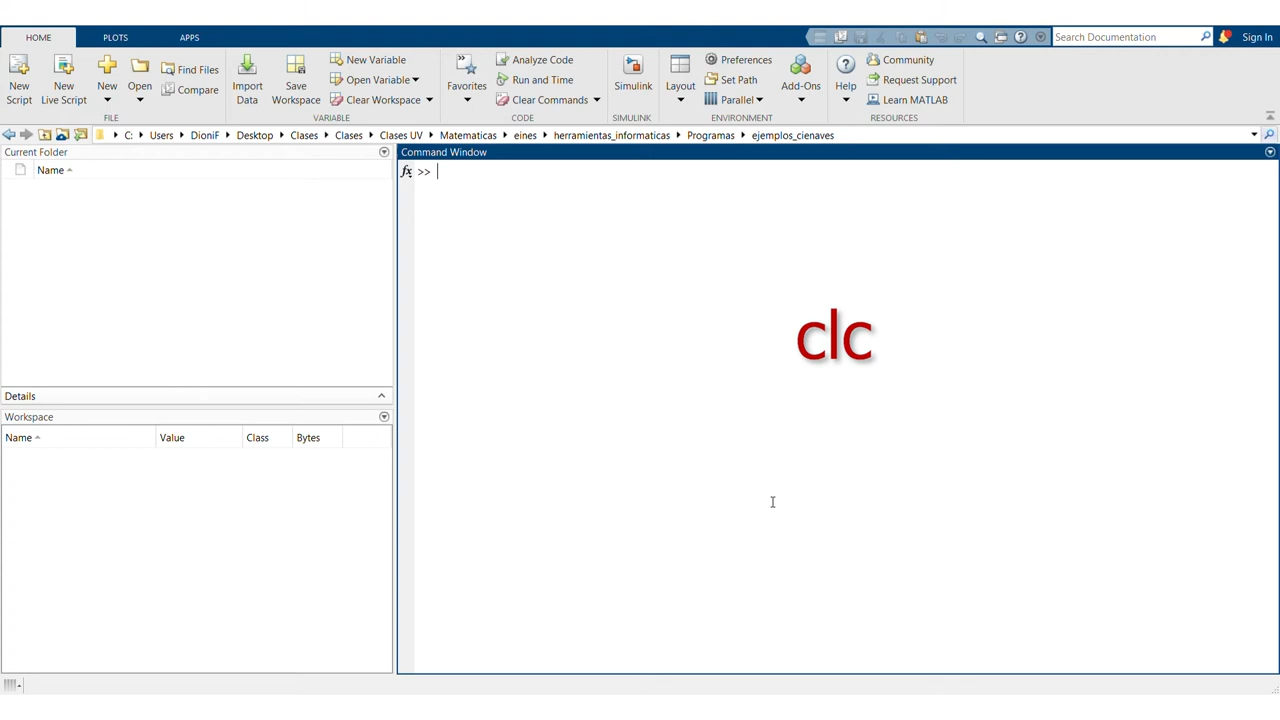 HOME PLOTS APPS Search Documentation Sign In
New Script New Live Script New Open Find Files Compare Import Data Save Workspace New Variable Open Variable Clear Workspace Favorites Analyze Code Run and Time Clear Commands Simulink Layout Preferences Set Path Parallel Add-Ons Help Community Request Support Learn MATLAB
FILE VARIABLE CODE SIMULINK ENVIRONMENT RESOURCES
C: Users DioniF Desktop Clases Clases Clases UV Matematicas eines herramientas_informaticas Programas ejemplos_cienaves
Current Folder
Name
Command Window
fx >>
clc
Details
Workspace
Name Value Class Bytes